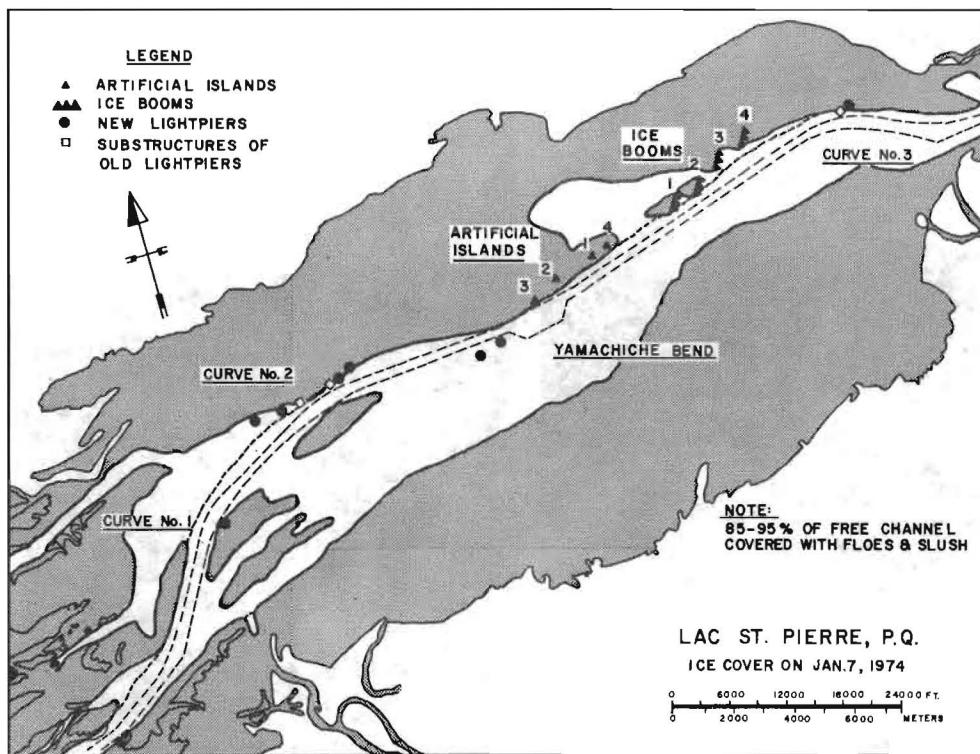 LEGEND
ARTIFICIAL ISLANDS
ICE BOOMS
NEW LIGHTPIERS
SUBSTRUCTURES OF
OLD LIGHTPIERS
ICE
BOOMS
4
3
2
1
CURVE No. 3
ARTIFICIAL
ISLANDS
4
1
2
3
YAMACHICHE BEND
CURVE No. 2
CURVE No. 1
NOTE:
85-95% OF FREE CHANNEL
COVERED WITH FLOES & SLUSH
LAC ST. PIERRE, P.Q.
ICE COVER ON JAN. 7, 1974
0 6000 12000 18000 24000 FT.
0 2000 4000 6000 METERS